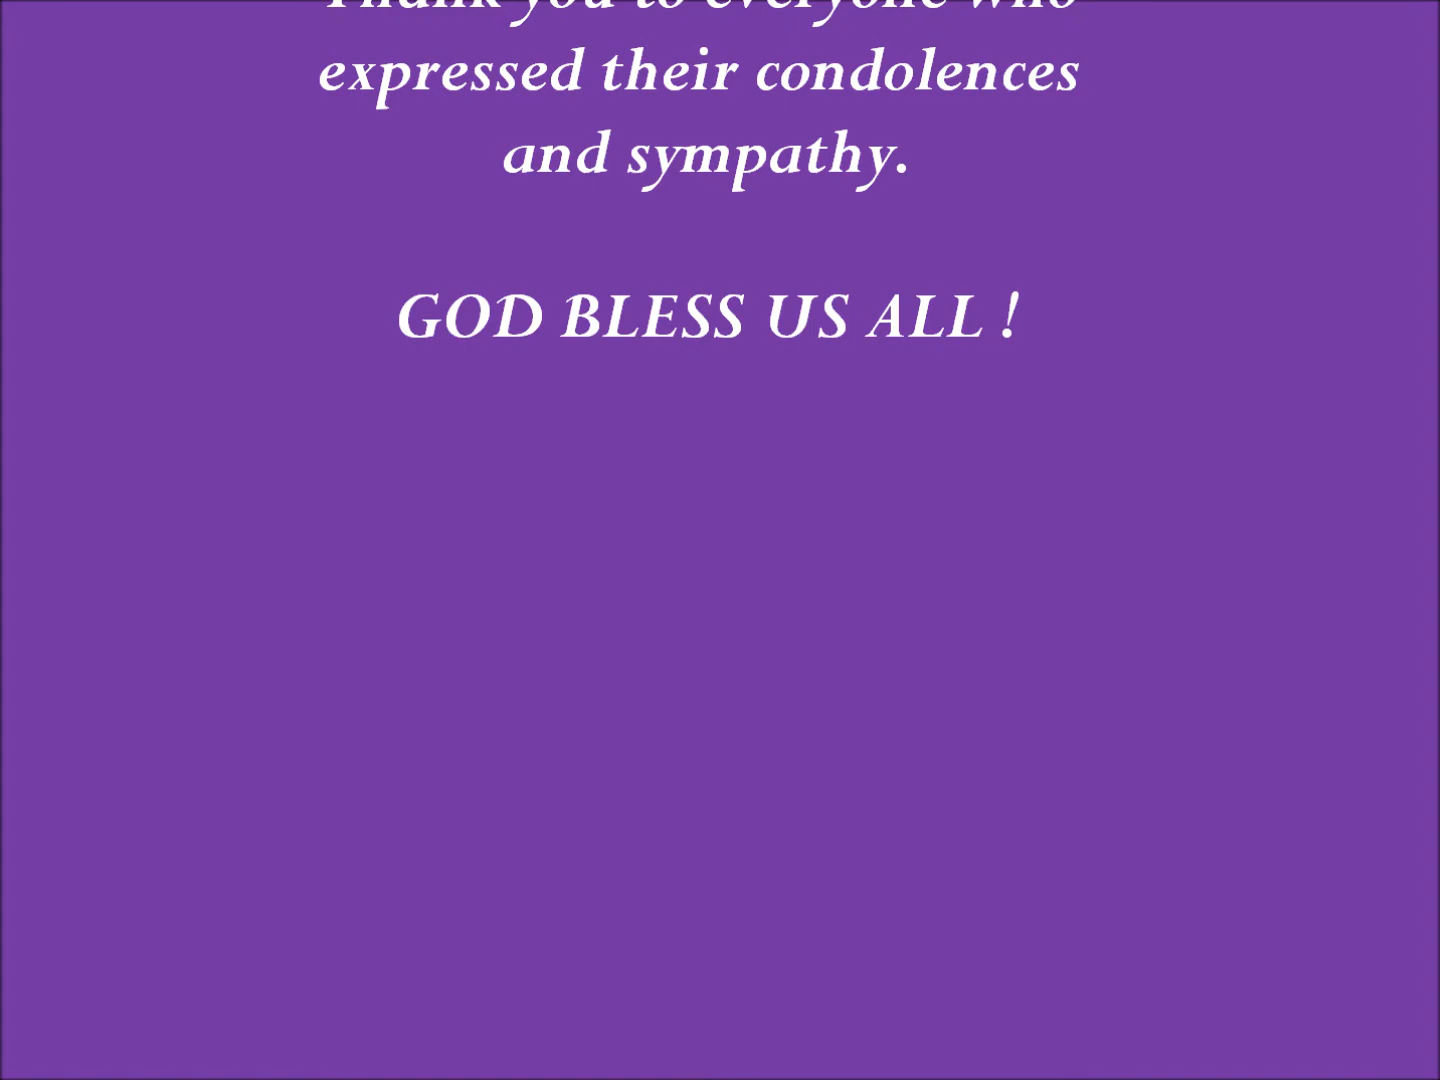 Thank you to everyone who
expressed their condolences
and sympathy.
GOD BLESS US ALL !